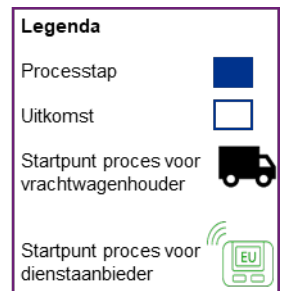 Legenda
Processtap
Uitkomst
Startpunt proces voor
vrachtwagenhouder
Startpunt proces voor
dienstaanbieder
EU